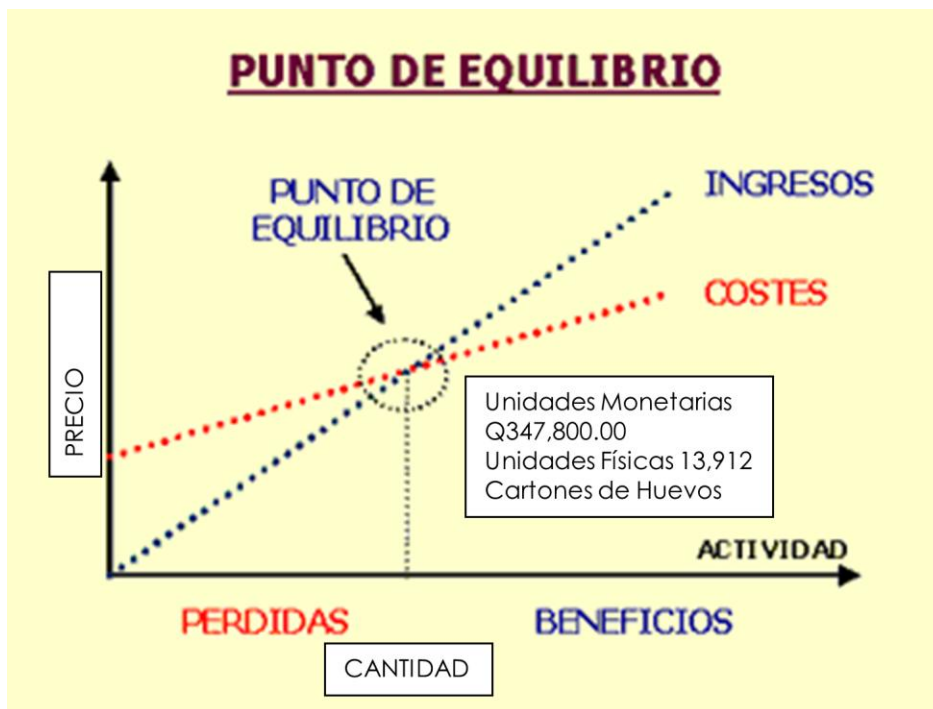 PUNTO DE EQUILIBRIO
PUNTO DE
EQUILIBRIO
INGRESOS
COSTES
PRECIO
Unidades Monetarias
Q347,800.00
Unidades Físicas 13,912
Cartones de Huevos
ACTIVIDAD
PERDIDAS
BENEFICIOS
CANTIDAD